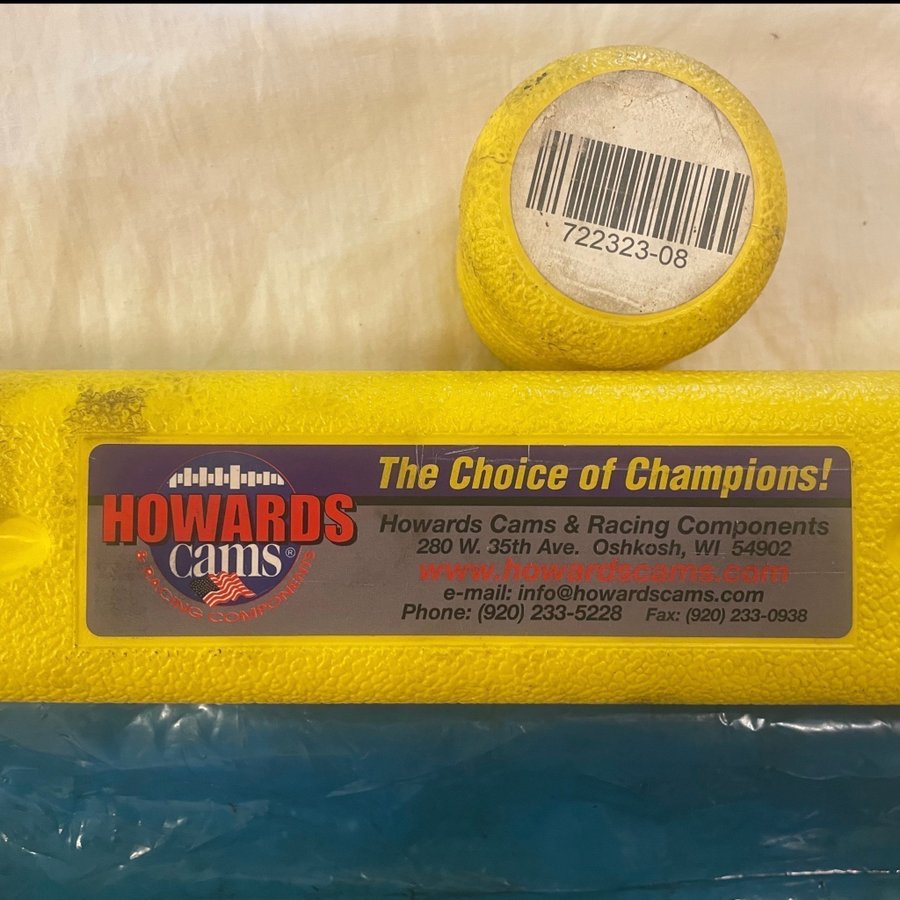 722323-08
The Choice of Champions!
HOWARDS
cams®
& RACING COMPONENTS
Howards Cams & Racing Components
280 W. 35th Ave. Oshkosh, WI 54902
www.howardscams.com
e-mail: info@howardscams.com
Phone: (920) 233-5228 Fax: (920) 233-0938